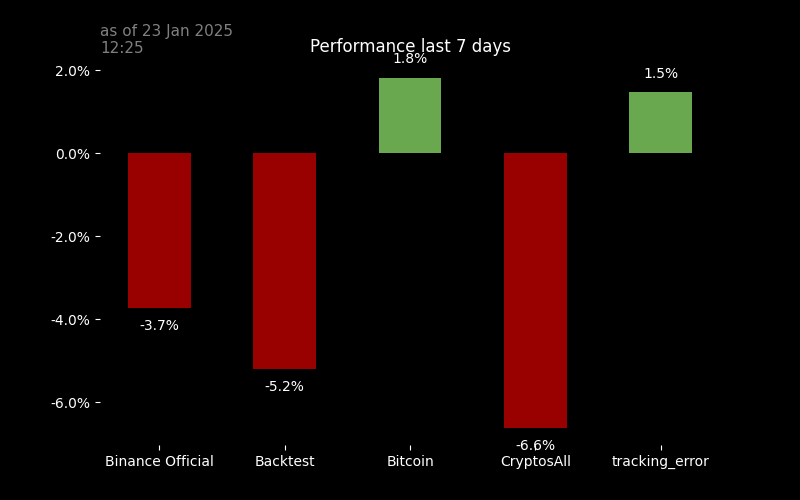 as of 23 Jan 2025
12:25
Performance last 7 days
2.0%
0.0%
-2.0%
-4.0%
-6.0%
-3.7%
-5.2%
1.8%
-6.6%
1.5%
Binance Official
Backtest
Bitcoin
CryptosAll
tracking_error